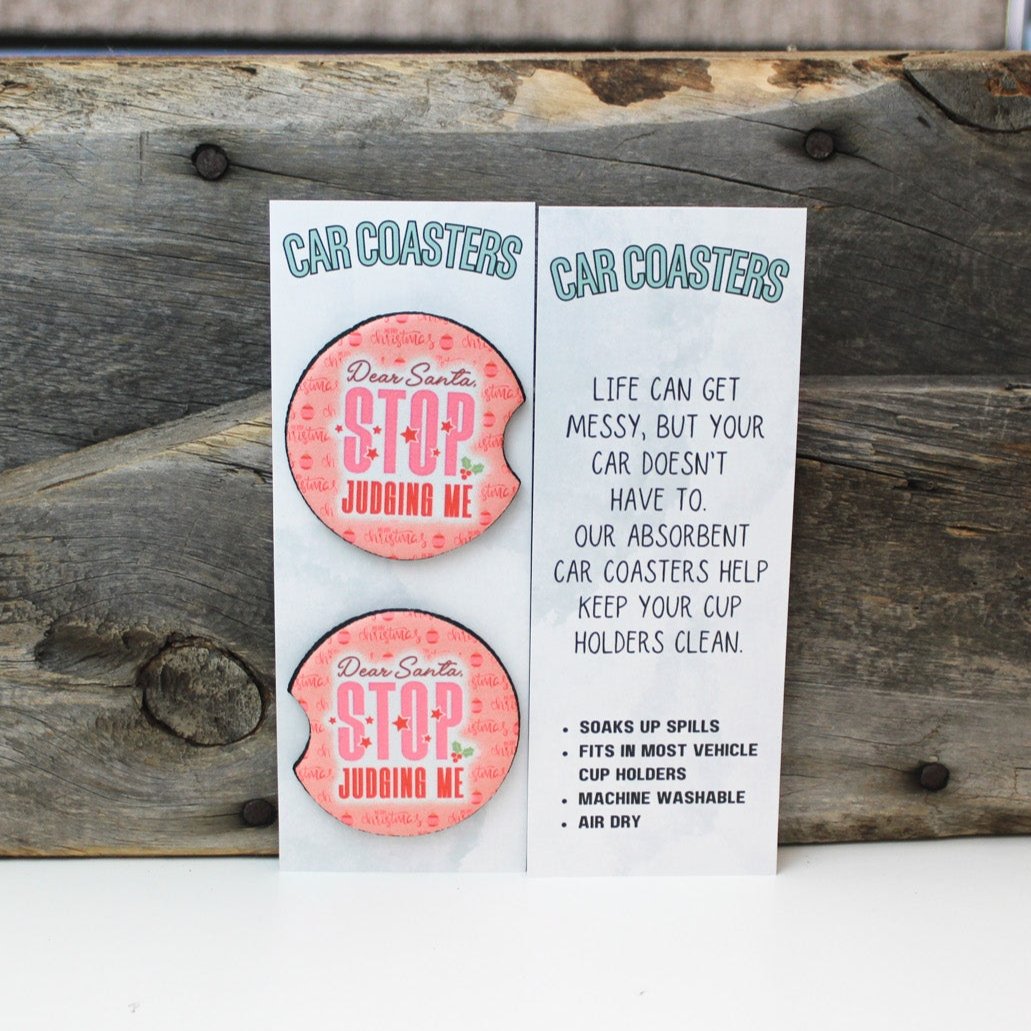 CAR COASTERS
Dear Santa,
STOP
JUDGING ME
christmas
Dear Santa,
STOP
JUDGING ME
christmas
CAR COASTERS
LIFE CAN GET
MESSY, BUT YOUR
CAR DOESN'T
HAVE TO.
OUR ABSORBENT
CAR COASTERS HELP
KEEP YOUR CUP
HOLDERS CLEAN.
• SOAKS UP SPILLS
• FITS IN MOST VEHICLE
CUP HOLDERS
• MACHINE WASHABLE
• AIR DRY